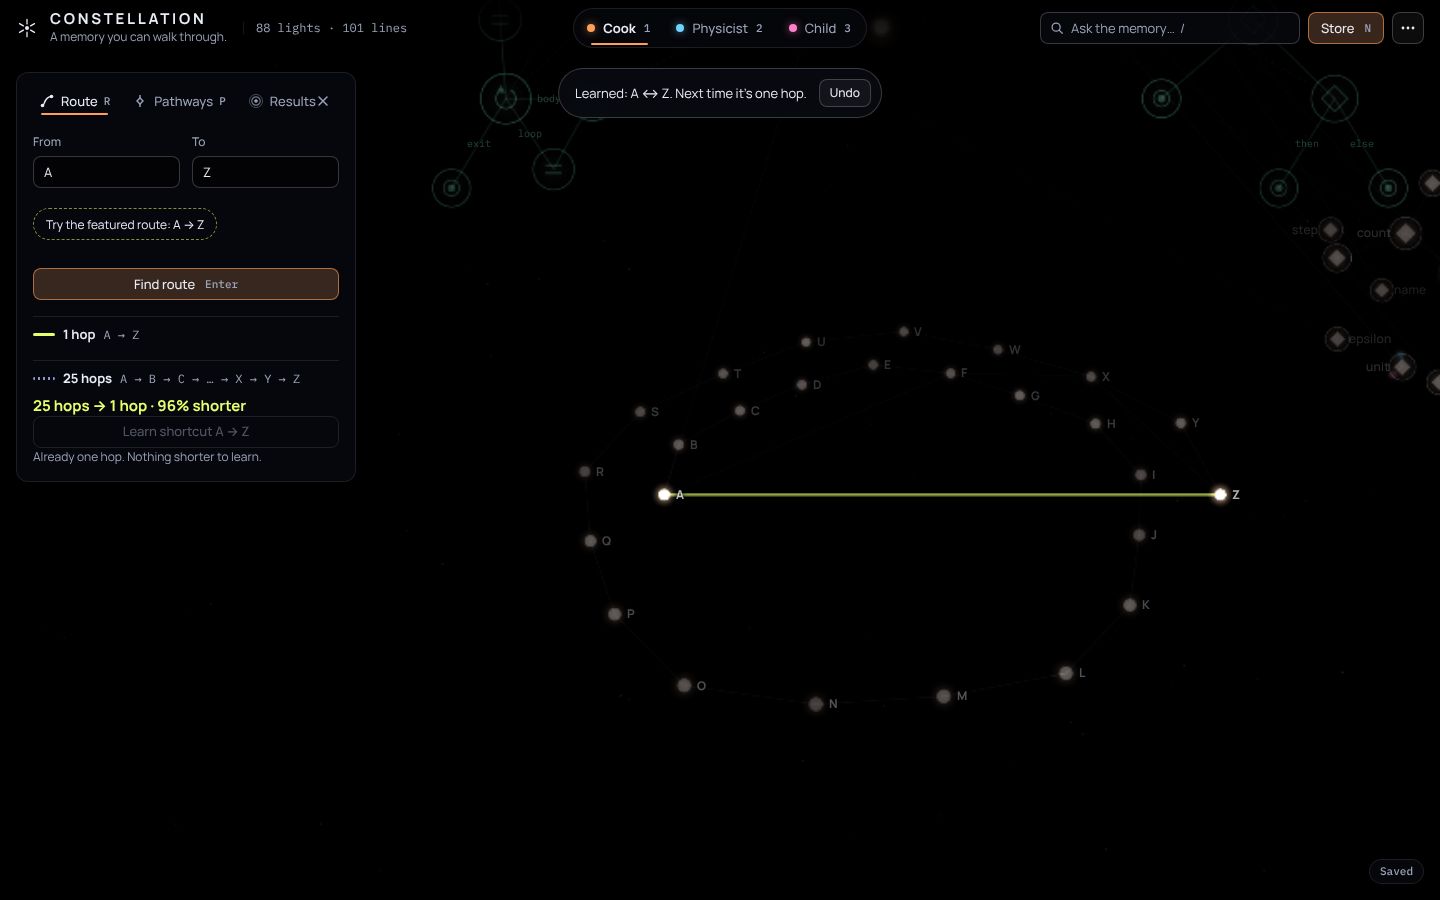 CONSTELLATION
A memory you can walk through.
88 lights · 101 lines
Cook 1
Physicist 2
Child 3
Ask the memory… /
Store N
Route R
Pathways P
Results
Learned: A ↔ Z. Next time it's one hop.
Undo
From
To
A
Z
Try the featured route: A → Z
Find route Enter
1 hop A → Z
25 hops A → B → C → … → X → Y → Z
25 hops → 1 hop · 96% shorter
Learn shortcut A → Z
Already one hop. Nothing shorter to learn.
body
loop
exit
then
else
step
count
name
epsilon
unit
V
U
W
E
F
T
X
D
G
S
C
Y
H
B
R
I
A
Z
J
Q
K
P
L
O
M
N
Saved